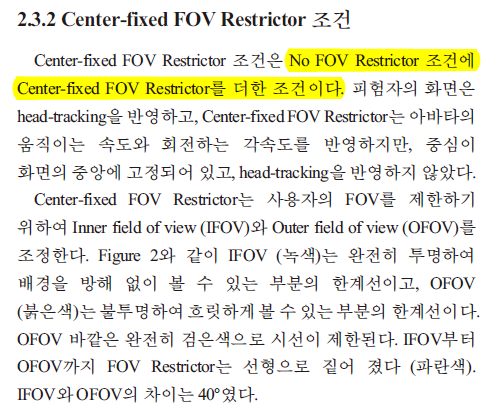 2.3.2 Center-fixed FOV Restrictor 조건
Center-fixed FOV Restrictor 조건은 No FOV Restrictor 조건에
Center-fixed FOV Restrictor를 더한 조건이다. 피험자의 화면은
head-tracking을 반영하고, Center-fixed FOV Restrictor는 아바타의
움직이는 속도와 회전하는 각속도를 반영하지만, 중심이
화면의 중앙에 고정되어 있고, head-tracking을 반영하지 않았다.
Center-fixed FOV Restrictor는 사용자의 FOV를 제한하기
위하여 Inner field of view (IFOV)와 Outer field of view (OFOV)를
조정한다. Figure 2와 같이 IFOV (녹색)는 완전히 투명하여
배경을 방해 없이 볼 수 있는 부분의 한계선이고, OFOV
(붉은색)는 불투명하여 흐릿하게 볼 수 있는 부분의 한계선이다.
OFOV 바깥은 완전히 검은색으로 시선이 제한된다. IFOV부터
OFOV까지 FOV Restrictor는 선형으로 짙어 졌다 (파란색).
IFOV와 OFOV의 차이는 40°였다.